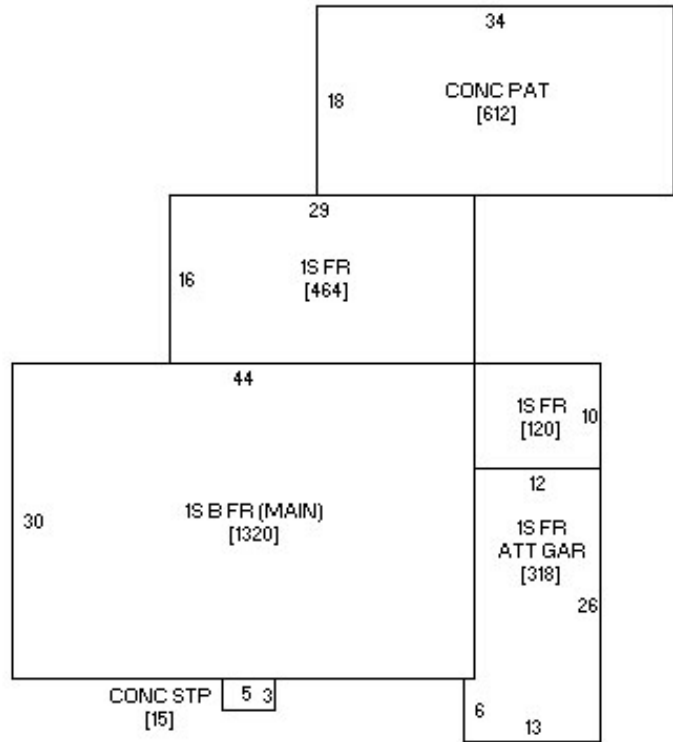 34
18
CONC PAT
[612]
29
16
1S FR
[464]
44
1S FR
[120]
10
30
1S B FR (MAIN)
[1320]
12
1S FR
ATT GAR
[318]
26
CONC STP
[15]
5
3
6
13